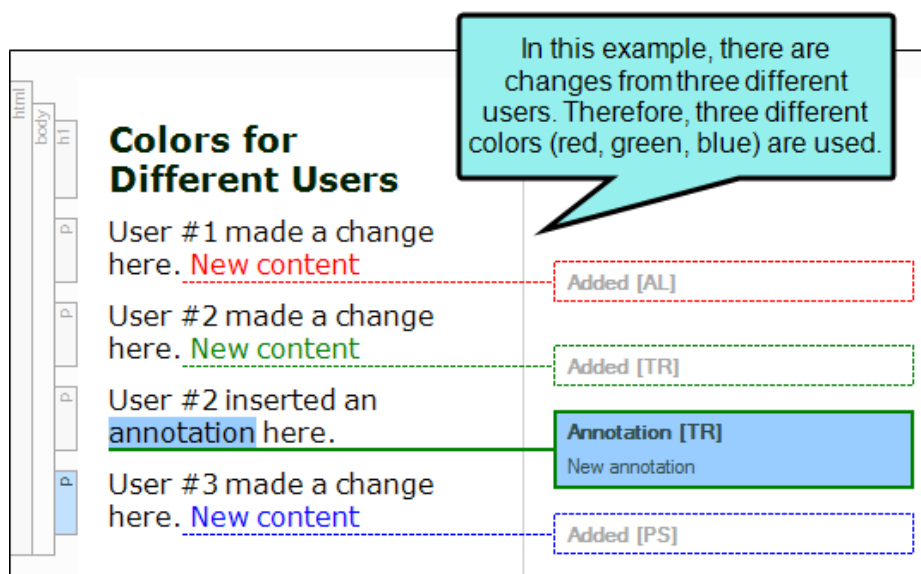 In this example, there are
changes from three different
users. Therefore, three different
colors (red, green, blue) are used.
html
body
h1
Colors for
Different Users
p
User #1 made a change
here. New content
Added [AL]
p
User #2 made a change
here. New content
Added [TR]
p
User #2 inserted an
annotation here.
Annotation [TR]
New annotation
p
User #3 made a change
here. New content
Added [PS]